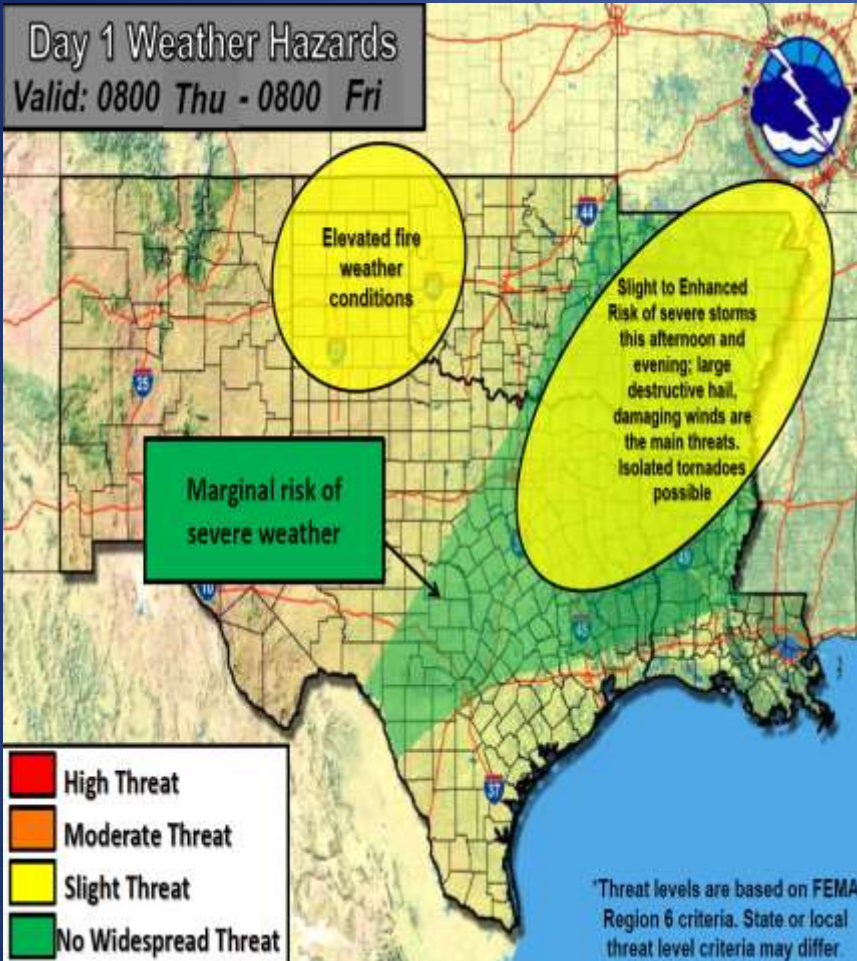 Day 1 Weather Hazards
Valid: 0800 Thu - 0800 Fri
Elevated fire
weather
conditions
44
Slight to Enhanced
Risk of severe storms
this afternoon and
evening; large
destructive hail,
damaging winds are
the main threats.
Isolated tornadoes
possible
25
Marginal risk of
severe weather
10
45
37
High Threat
Moderate Threat
Slight Threat
No Widespread Threat
*Threat levels are based on FEMA
Region 6 criteria. State or local
threat level criteria may differ.